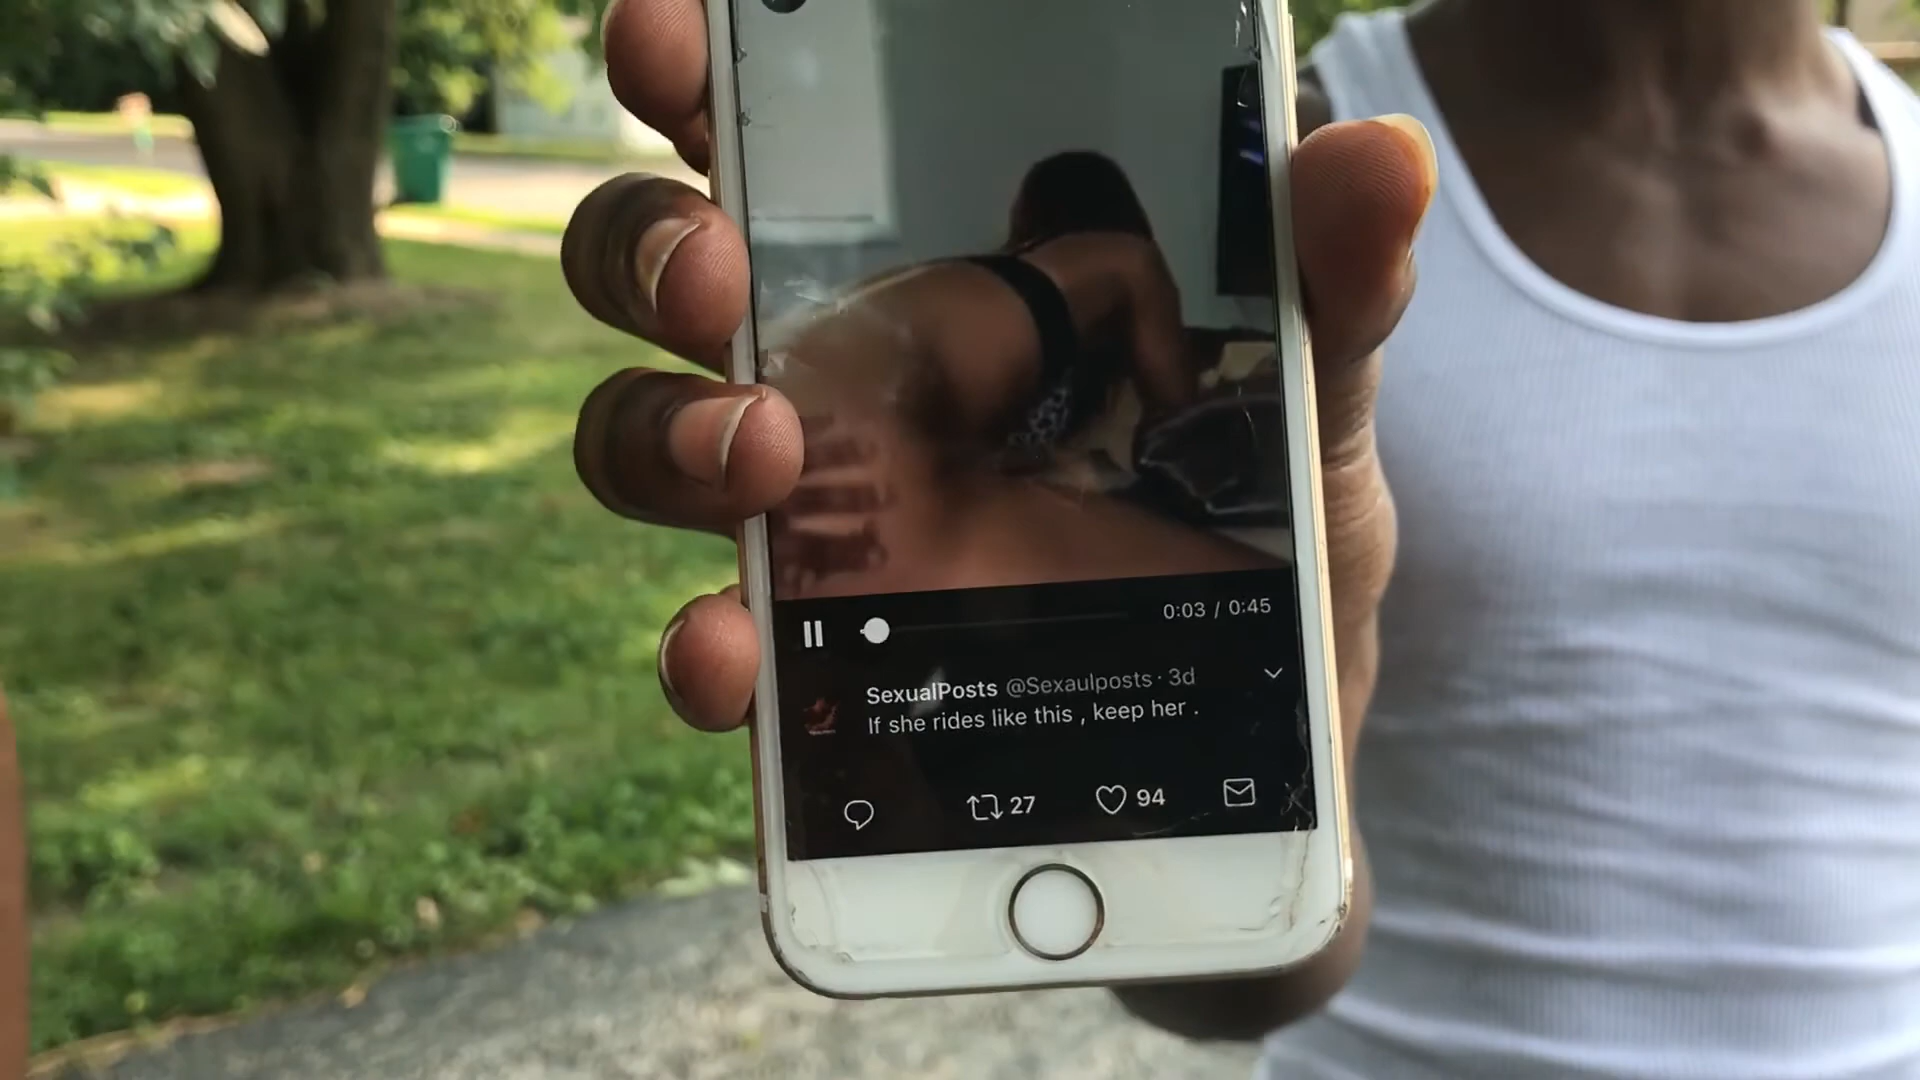 0:03 / 0:45
SexualPosts @Sexaulposts · 3d
If she rides like this , keep her .
27 94